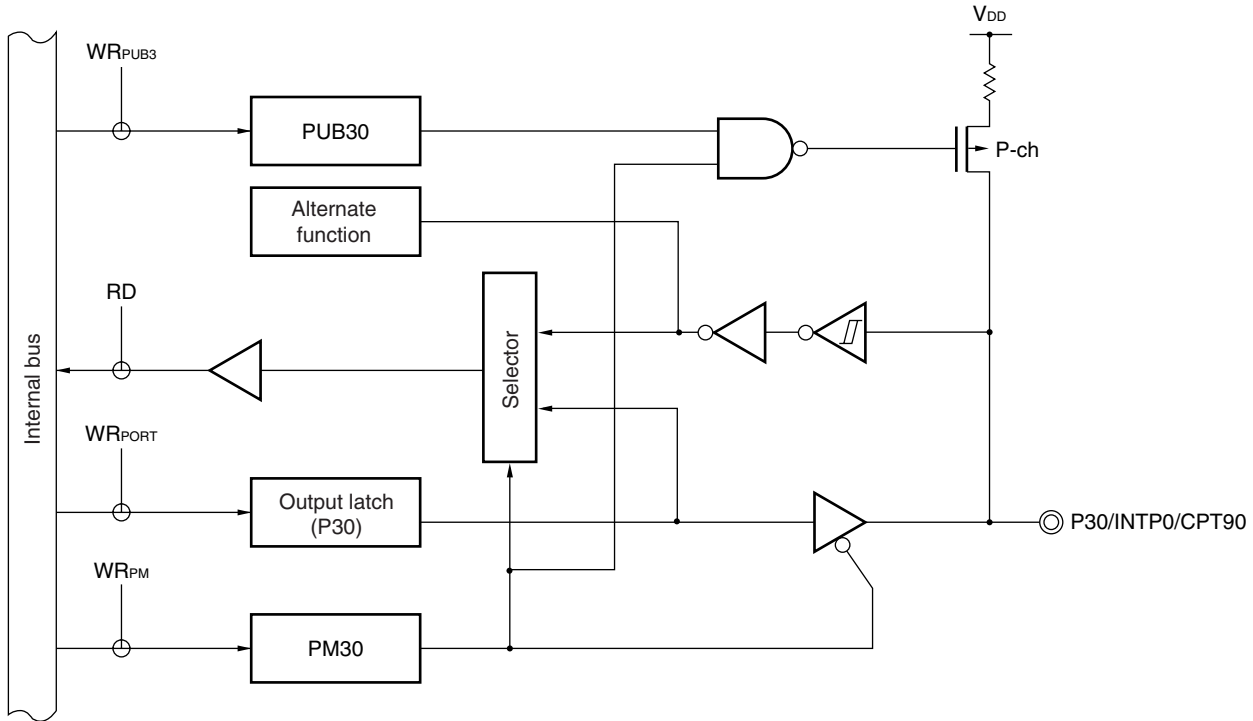 VDD
WRPUB3
PUB30
P-ch
Alternate
function
RD
Selector
Internal bus
WRPORT
Output latch
(P30)
P30/INTP0/CPT90
WRPM
PM30